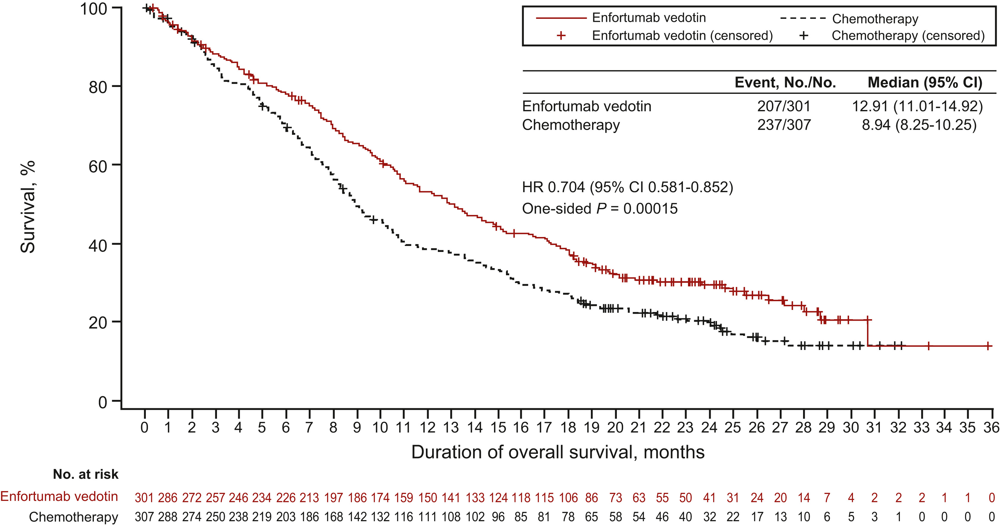 Enfortumab vedotin
Chemotherapy
Enfortumab vedotin (censored)
Chemotherapy (censored)
Event, No./No. Median (95% CI)
Enfortumab vedotin 207/301 12.91 (11.01-14.92)
Chemotherapy 237/307 8.94 (8.25-10.25)
HR 0.704 (95% CI 0.581-0.852)
One-sided P = 0.00015
Survival, %
100
80
60
40
20
0
0 1 2 3 4 5 6 7 8 9 10 11 12 13 14 15 16 17 18 19 20 21 22 23 24 25 26 27 28 29 30 31 32 33 34 35 36
Duration of overall survival, months
No. at risk
Enfortumab vedotin 301 286 272 257 246 234 226 213 197 186 174 159 150 141 133 124 118 115 106 86 73 63 55 50 41 31 24 20 14 7 4 2 2 2 1 1 0
Chemotherapy 307 288 274 250 238 219 203 186 168 142 132 116 111 108 102 96 85 81 78 65 58 54 46 40 32 22 17 13 10 6 5 3 1 0 0 0 0